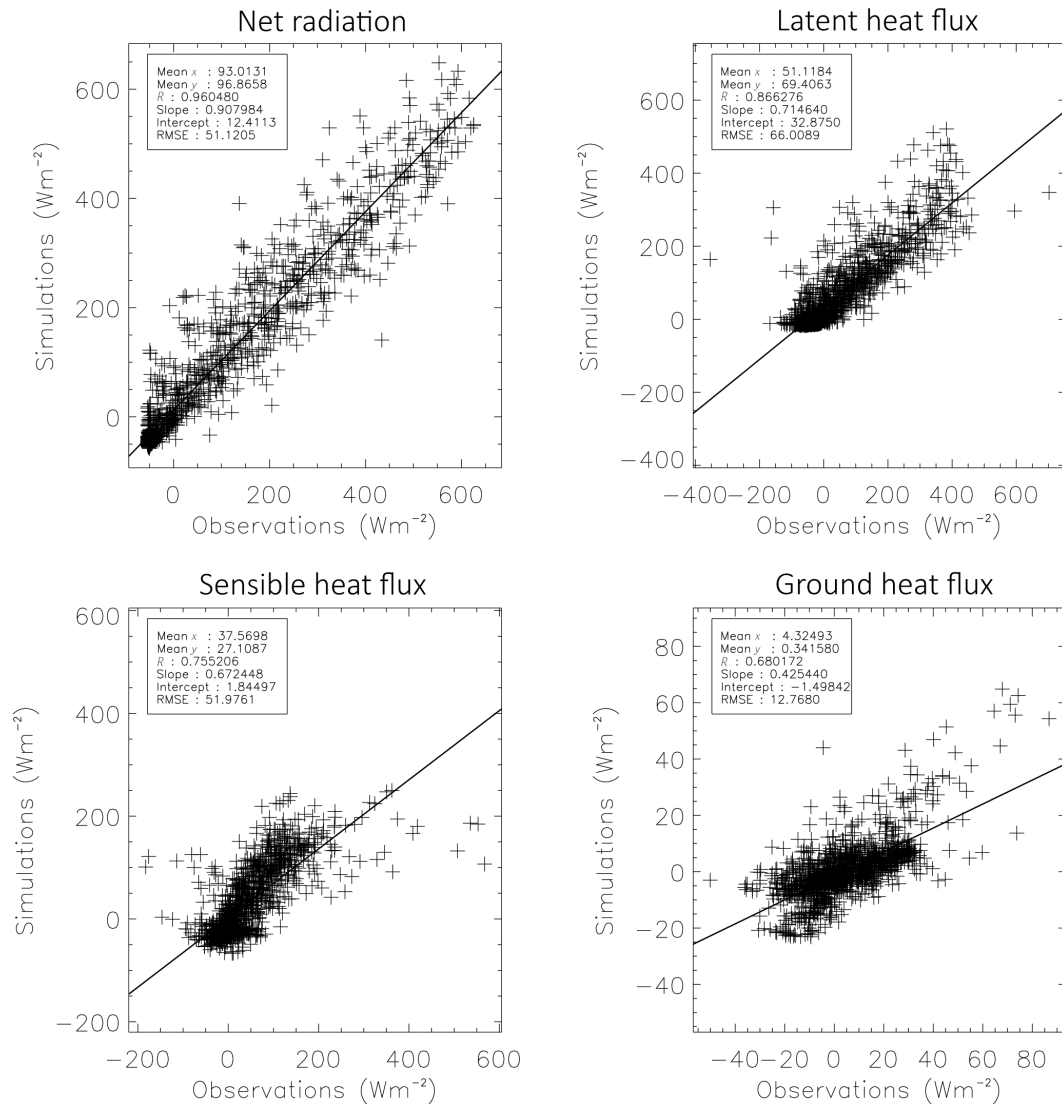 Net radiation
Mean x : 93.0131
Mean y : 96.8658
R : 0.960480
Slope : 0.907984
Intercept : 12.4113
RMSE : 51.1205
600
400
200
0
Simulations (Wm⁻²)
0 200 400 600
Observations (Wm⁻²)
Latent heat flux
Mean x : 51.1184
Mean y : 69.4063
R : 0.866276
Slope : 0.714640
Intercept : 32.8750
RMSE : 66.0089
600
400
200
0
−200
−400
Simulations (Wm⁻²)
−400−200 0 200 400 600
Observations (Wm⁻²)
Sensible heat flux
Mean x : 37.5698
Mean y : 27.1087
R : 0.755206
Slope : 0.672448
Intercept : 1.84497
RMSE : 51.9761
600
400
200
0
−200
Simulations (Wm⁻²)
−200 0 200 400 600
Observations (Wm⁻²)
Ground heat flux
Mean x : 4.32493
Mean y : 0.341580
R : 0.680172
Slope : 0.425440
Intercept : −1.49842
RMSE : 12.7680
80
60
40
20
0
−20
−40
Simulations (Wm⁻²)
−40−20 0 20 40 60 80
Observations (Wm⁻²)